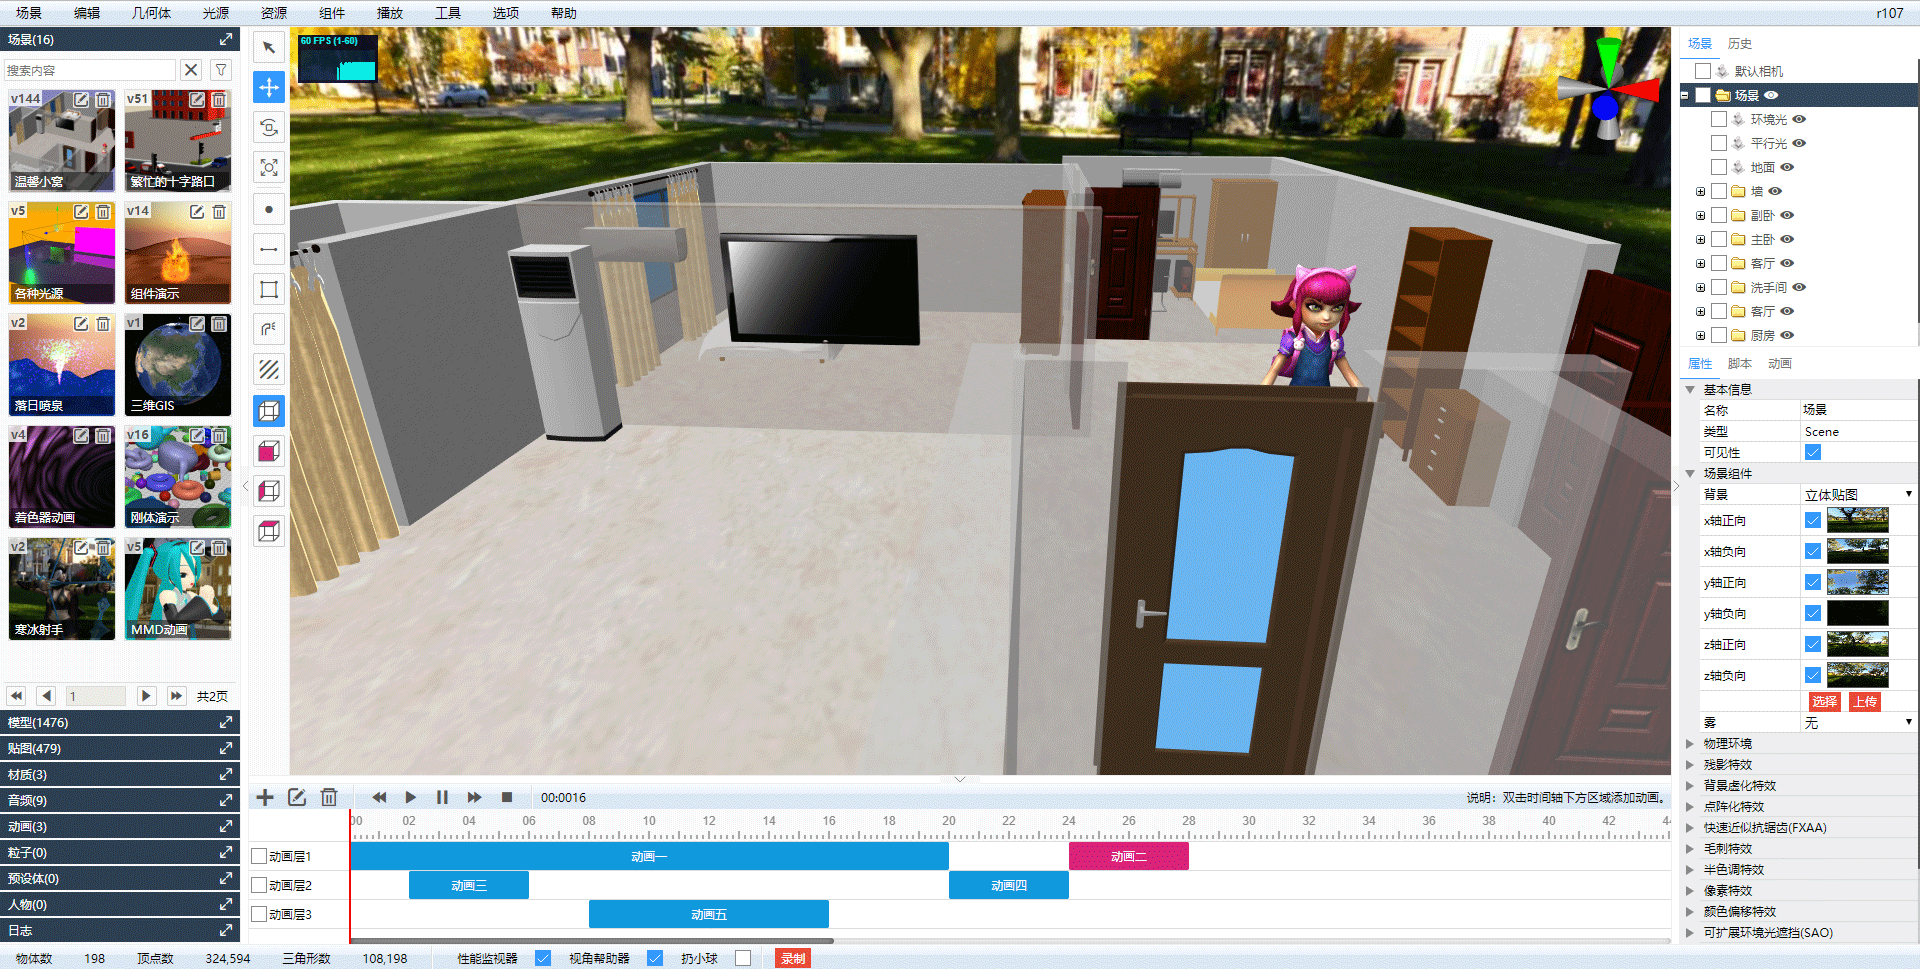 场景 编辑 几何体 光源 资源 组件 播放 工具 选项 帮助 r107
场景(16)
搜索内容
v144 v51
温馨小窝 繁忙的十字路口
v5 v14
各种光源 组件演示
v2 v1
落日喷泉 三维GIS
v4 v16
着色器动画 刚体演示
v2 v5
寒冰射手 MMD动画
1 共2页
模型(1476)
贴图(479)
材质(3)
音频(9)
动画(3)
粒子(0)
预设体(0)
人物(0)
日志
60 FPS (1-60)
场景 历史
默认相机
场景
环境光
平行光
地面
墙
副卧
主卧
客厅
洗手间
客厅
厨房
属性 脚本 动画
基本信息
名称 场景
类型 Scene
可见性
场景组件
背景 立体贴图
x轴正向
x轴负向
y轴正向
y轴负向
z轴正向
z轴负向
选择 上传
雾 无
物理环境
残影特效
背景虚化特效
点阵化特效
快速近似抗锯齿(FXAA)
毛刺特效
半色调特效
像素特效
颜色偏移特效
可扩展环境光遮挡(SAO)
00:0016 说明：双击时间轴下方区域添加动画。
00 02 04 06 08 10 12 14 16 18 20 22 24 26 28 30 32 34 36 38 40 42 44
动画层1 动画一 动画二
动画层2 动画三 动画四
动画层3 动画五
物体数 198 顶点数 324,594 三角形数 108,198 性能监视器 视角帮助器 扔小球 录制